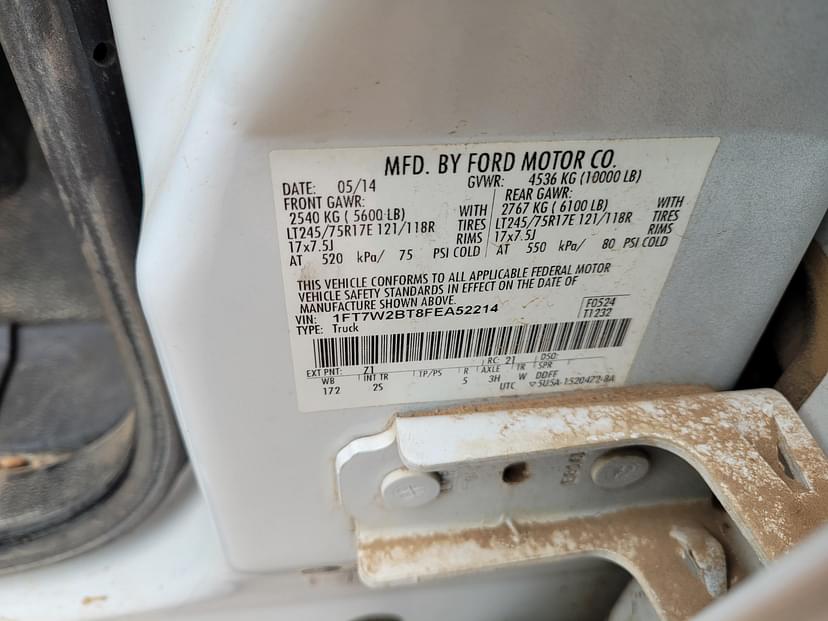 MFD. BY FORD MOTOR CO.
DATE: 05/14 GVWR: 4536 KG (10000 LB)
FRONT GAWR: REAR GAWR:
2540 KG ( 5600 LB) WITH 2767 KG ( 6100 LB) WITH
LT245/75R17E 121/118R TIRES LT245/75R17E 121/118R TIRES
17x7.5J RIMS 17x7.5J RIMS
AT 520 kPa/ 75 PSI COLD AT 550 kPa/ 80 PSI COLD
THIS VEHICLE CONFORMS TO ALL APPLICABLE FEDERAL MOTOR
VEHICLE SAFETY STANDARDS IN EFFECT ON THE DATE OF
MANUFACTURE SHOWN ABOVE.
VIN: 1FT7W2BT8FEA52214 F0524
TYPE: Truck T1232
EXT PNT: Z1 RC: 21 DSO:
WB INT TR TP/PS R AXLE TR SPR
172 2S 5 3H W DDFF
UTC 5U5A-1520472-BA